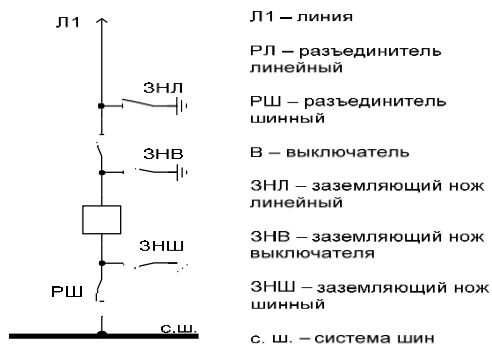 Л1
ЗНЛ
ЗНВ
ЗНШ
РШ
с.ш.
Л1 – линия
РЛ – разъединитель
линейный
РШ – разъединитель
шинный
В – выключатель
ЗНЛ – заземляющий нож
линейный
ЗНВ – заземляющий нож
выключателя
ЗНШ – заземляющий нож
шинный
с. ш. – система шин